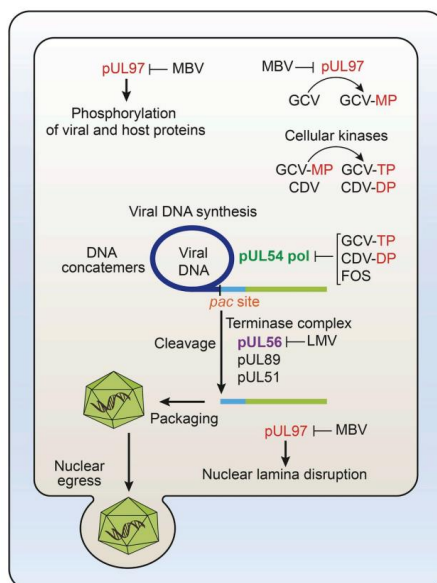 pUL97 MBV
Phosphorylation
of viral and host proteins
MBV pUL97
GCV GCV-MP
Cellular kinases
GCV-MP GCV-TP
CDV CDV-DP
Viral DNA synthesis
DNA
concatemers
Viral
DNA
pUL54 pol
GCV-TP
CDV-DP
FOS
pac site
Cleavage
Terminase complex
pUL56 LMV
pUL89
pUL51
Packaging
pUL97 MBV
Nuclear lamina disruption
Nuclear
egress